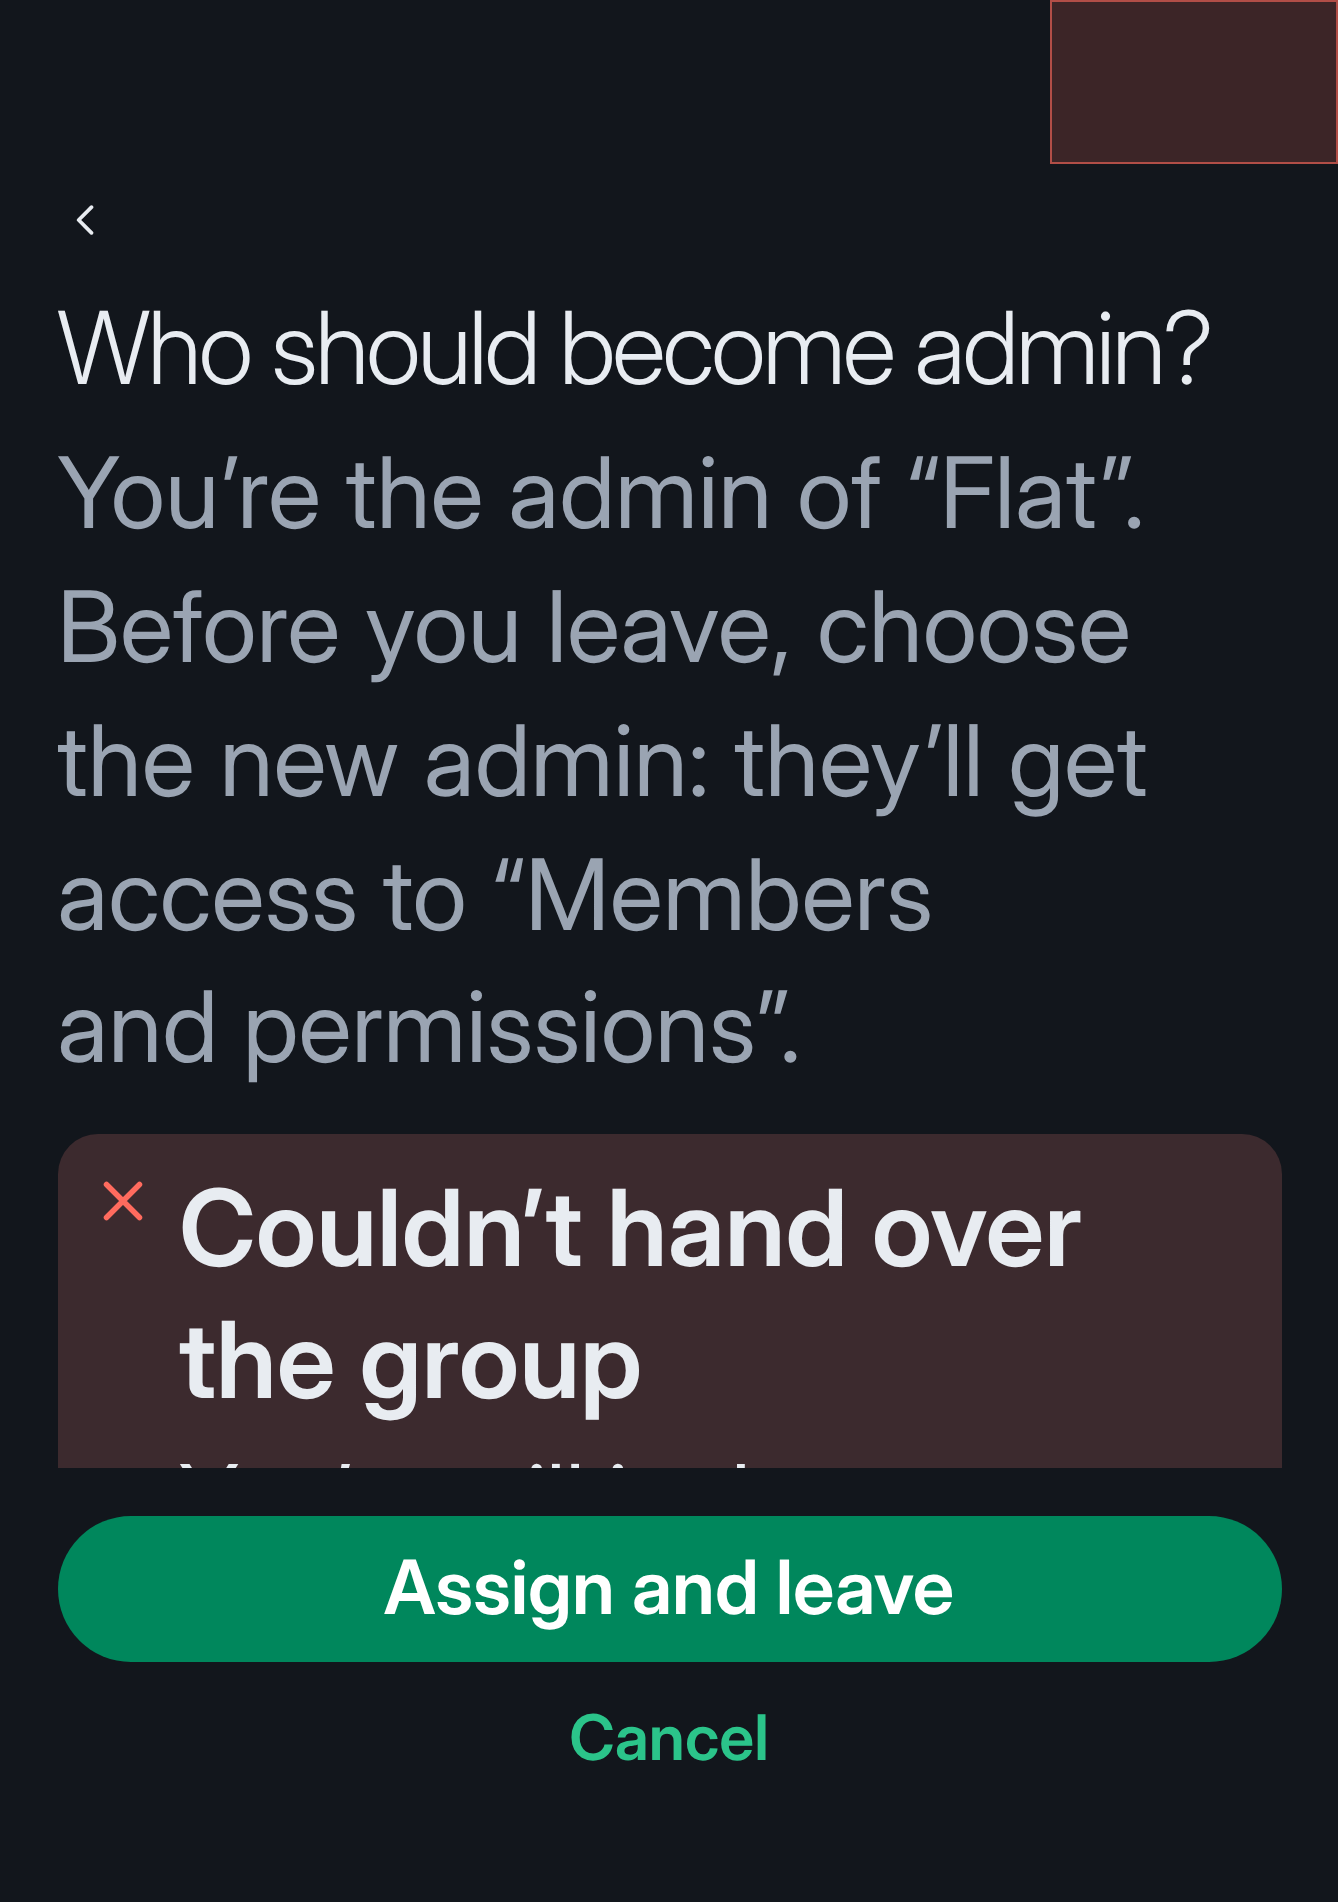 Who should become admin?
You’re the admin of “Flat”.
Before you leave, choose
the new admin: they’ll get
access to “Members
and permissions”.
Couldn’t hand over
the group
Assign and leave
Cancel